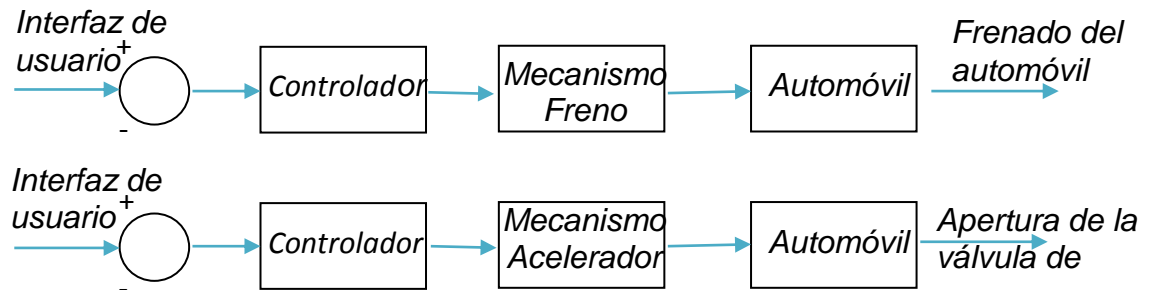 Interfaz de
usuario
+
-
Controlador
Mecanismo
Freno
Automóvil
Frenado del
automóvil
Interfaz de
usuario
+
-
Controlador
Mecanismo
Acelerador
Automóvil
Apertura de la
válvula de